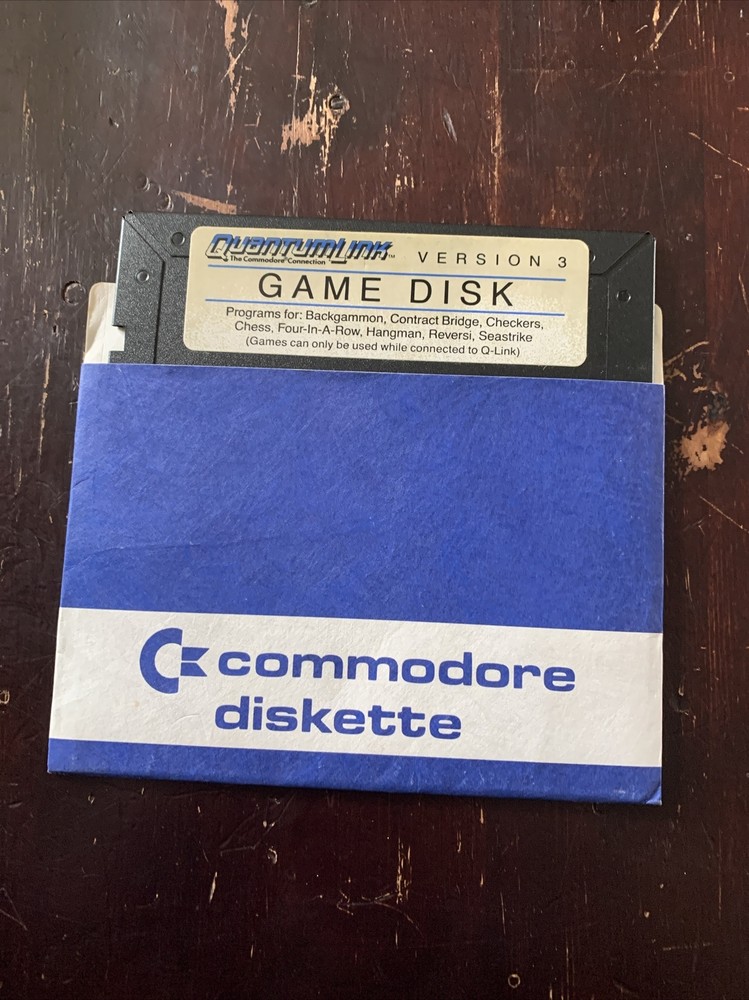 QuantumLink™ VERSION 3
The Commodore® Connection
GAME DISK
Programs for: Backgammon, Contract Bridge, Checkers,
Chess, Four-In-A-Row, Hangman, Reversi, Seastrike
(Games can only be used while connected to Q-Link)
commodore
diskette